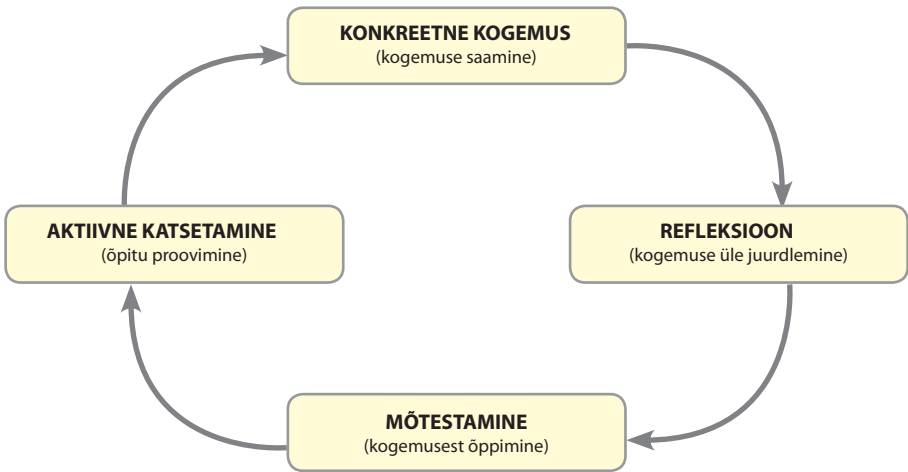 KONKREETNE KOGEMUS
(kogemuse saamine)
AKTIIVNE KATSETAMINE
(õpitu proovimine)
REFLEKSIOON
(kogemuse üle juurdlemine)
MÕTESTAMINE
(kogemusest õppimine)